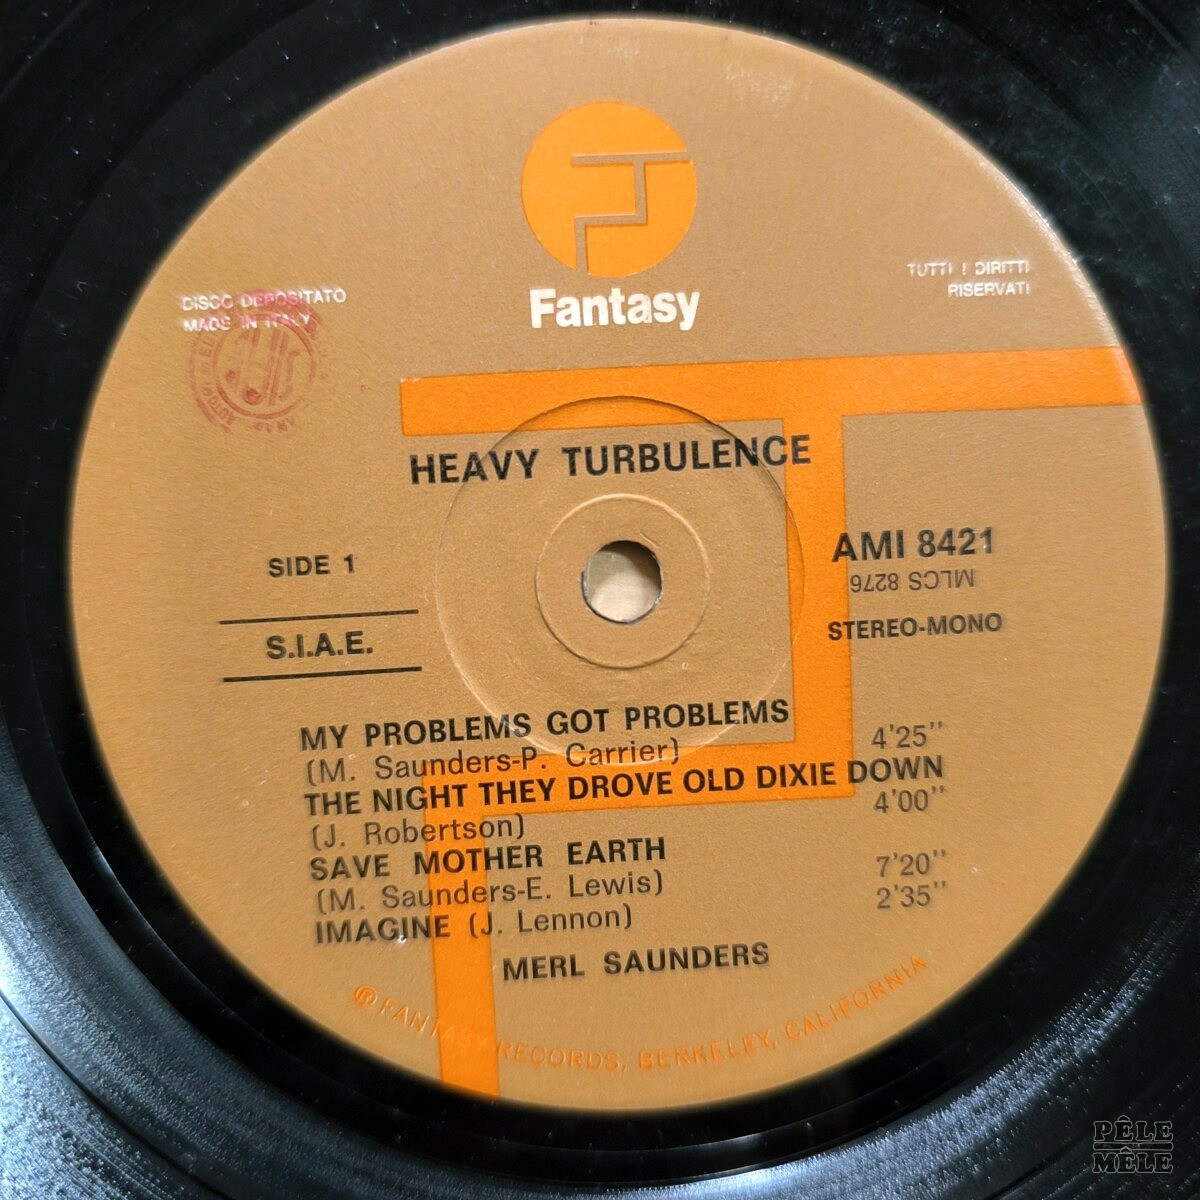 Fantasy
DISCO DEPOSITATO
MADE IN ITALY
TUTTI I DIRITTI
RISERVATI
HEAVY TURBULENCE
SIDE 1
S.I.A.E.
AMI 8421
MLCS 8276
STEREO-MONO
MY PROBLEMS GOT PROBLEMS
(M. Saunders-P. Carrier) 4'25''
THE NIGHT THEY DROVE OLD DIXIE DOWN
(J. Robertson) 4'00''
SAVE MOTHER EARTH
(M. Saunders-E. Lewis) 7'20''
IMAGINE (J. Lennon) 2'35''
MERL SAUNDERS
℗ FANTASY RECORDS, BERKELEY, CALIFORNIA
PÊLE
MÊLE